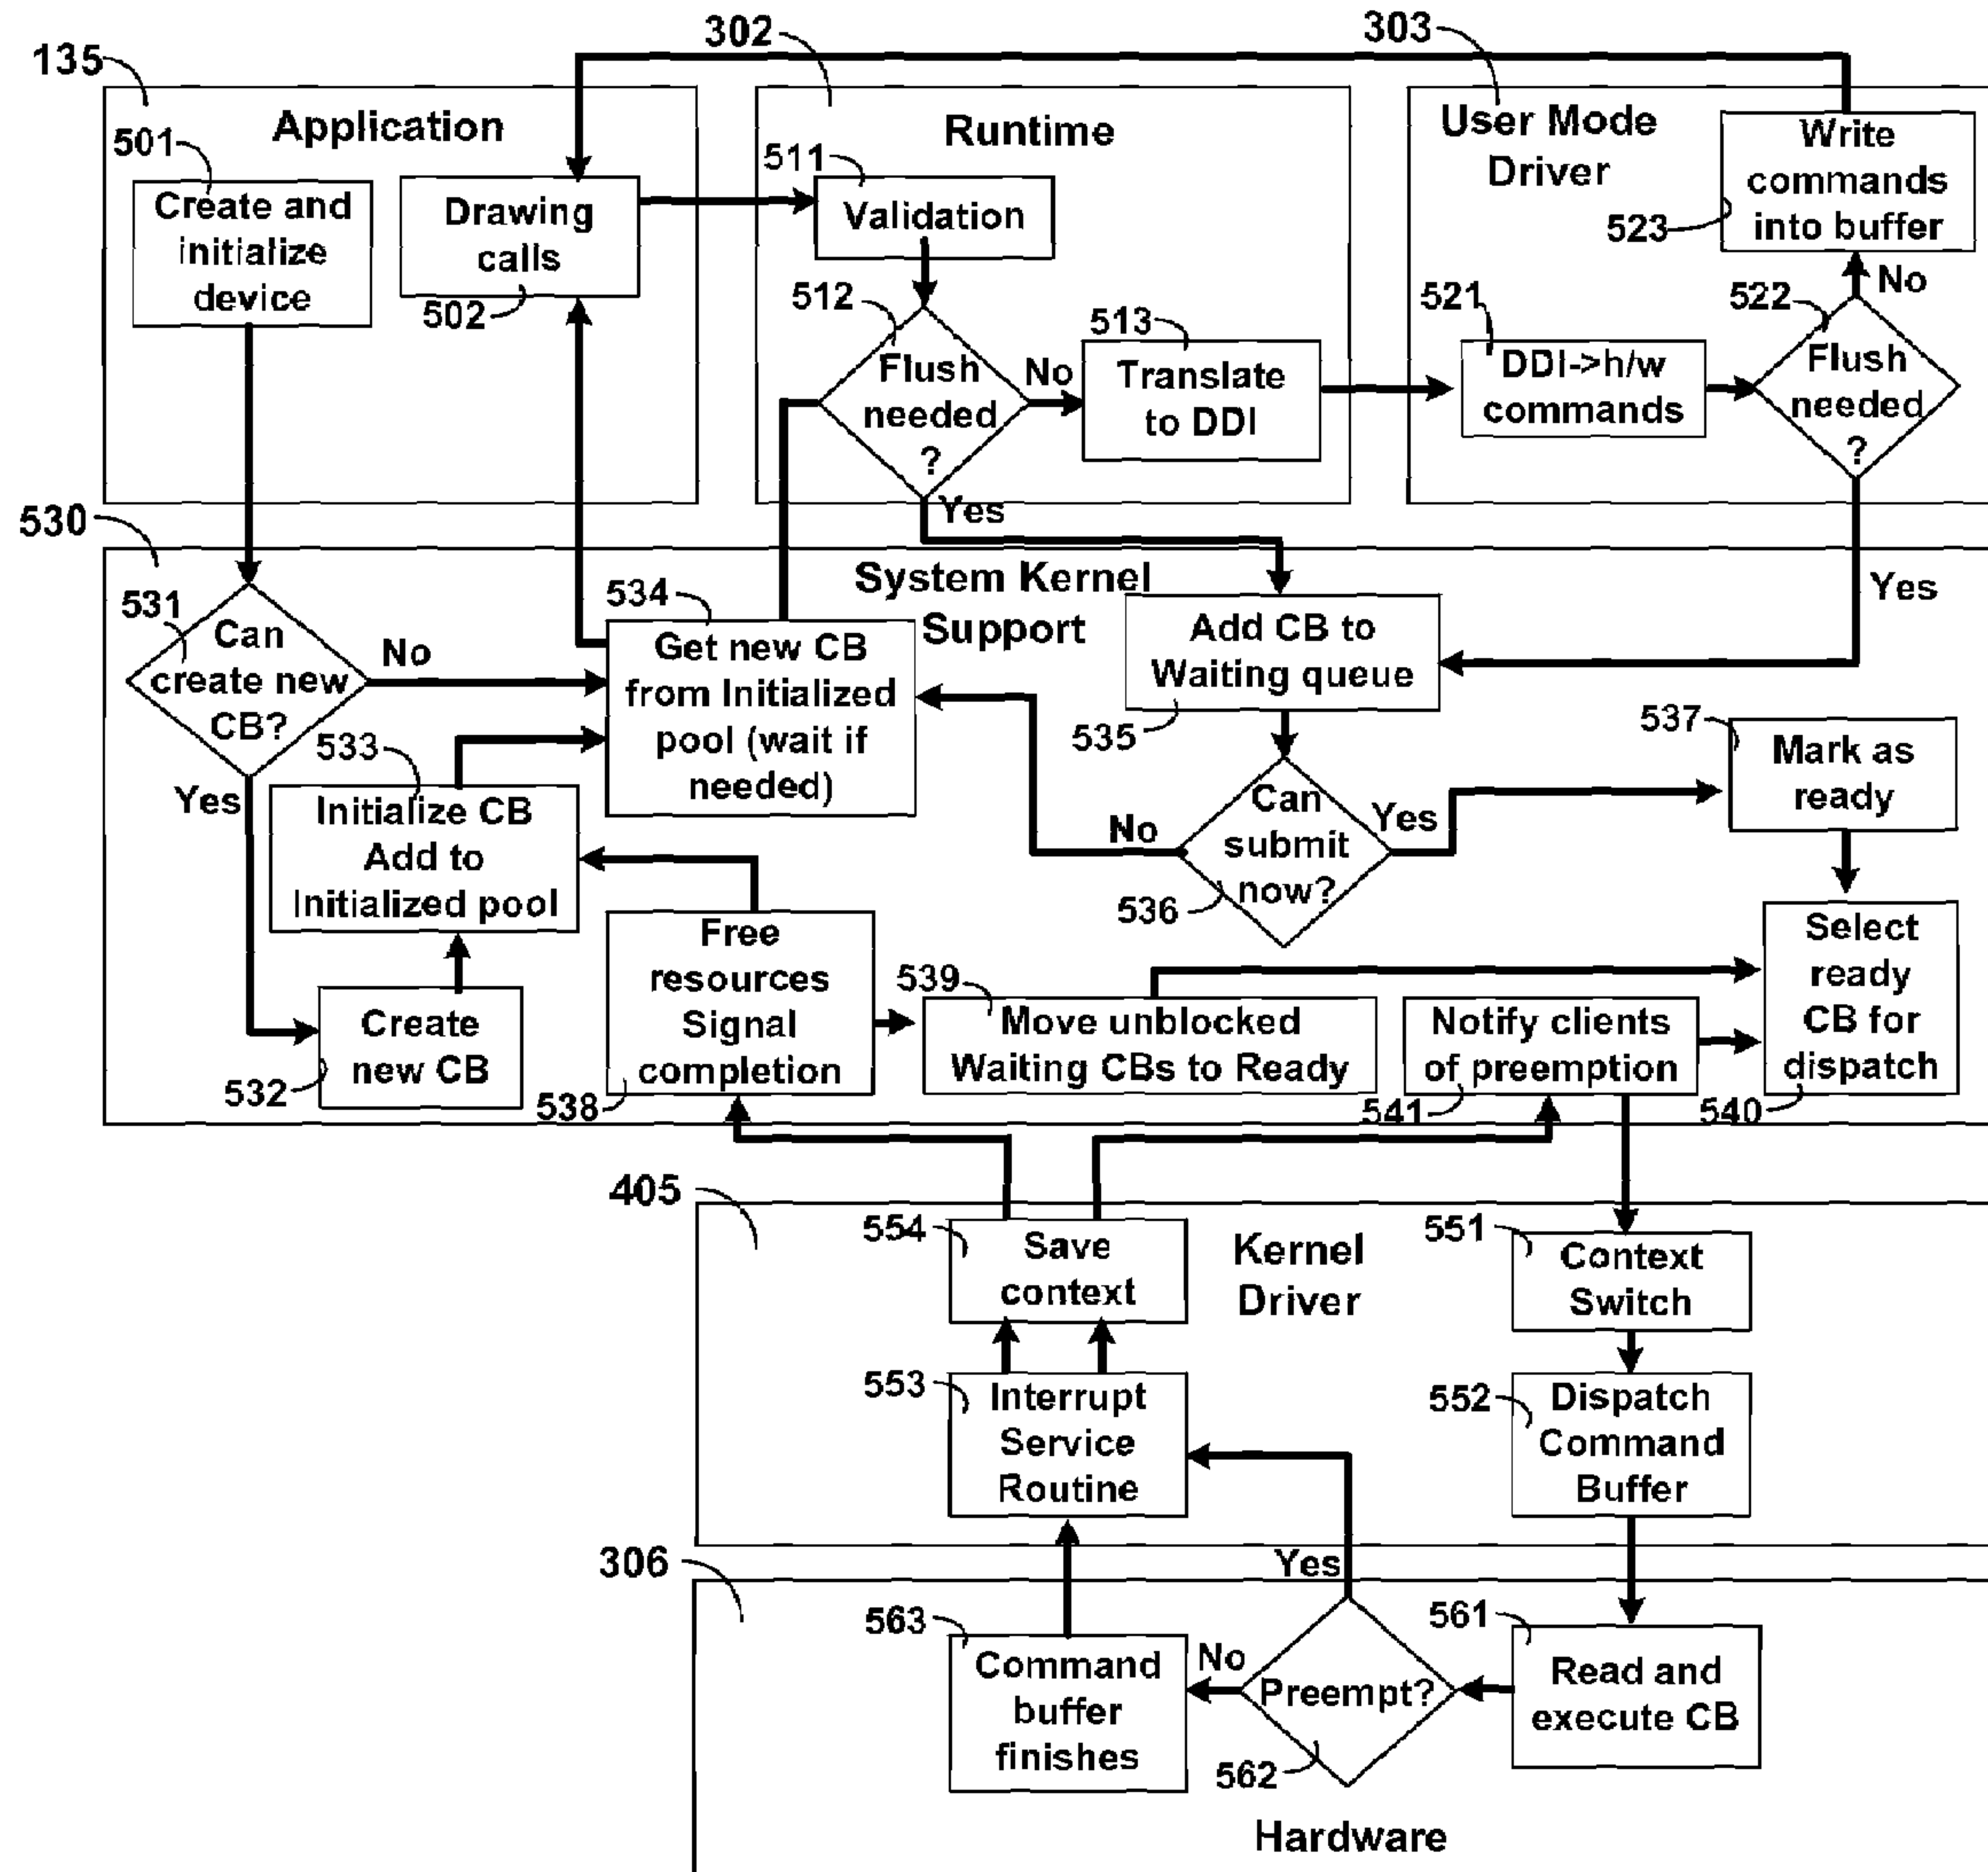 302
303
135
Application
Runtime
User Mode
Driver
501
Create and
initialize
device
Drawing
calls
502
511
Validation
512
Flush
needed
?
No
Yes
513
Translate
to DDI
521
DDI->h/w
commands
522
Flush
needed
?
No
Yes
523
Write
commands
into buffer
530
System Kernel
Support
531
Can
create new
CB?
No
Yes
532
Create
new CB
533
Initialize CB
Add to
Initialized pool
534
Get new CB
from Initialized
pool (wait if
needed)
535
Add CB to
Waiting queue
536
Can
submit
now?
No
Yes
537
Mark as
ready
538
Free
resources
Signal
completion
539
Move unblocked
Waiting CBs to Ready
541
Notify clients
of preemption
540
Select
ready
CB for
dispatch
405
Kernel
Driver
554
Save
context
551
Context
Switch
553
Interrupt
Service
Routine
552
Dispatch
Command
Buffer
306
Yes
563
Command
buffer
finishes
No
Preempt?
562
561
Read and
execute CB
Hardware